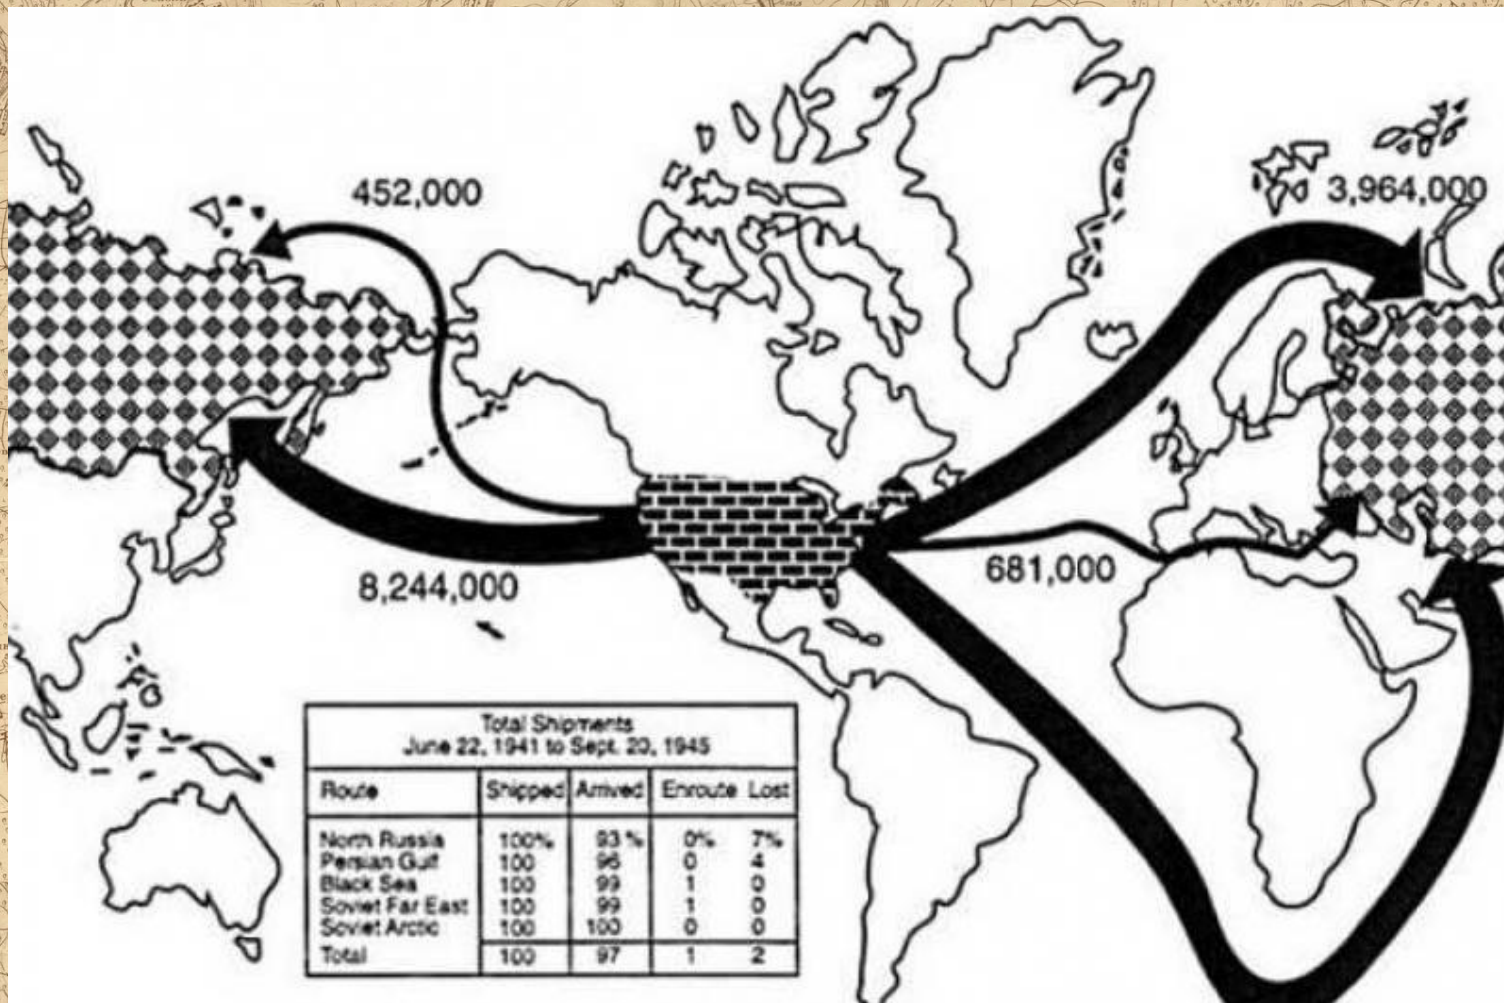 452,000
3,964,000
8,244,000
681,000
Total Shipments
June 22, 1941 to Sept. 20, 1945
Route Shipped Arrived Enroute Lost
North Russia 100% 93% 0% 7%
Persian Gulf 100 96 0 4
Black Sea 100 99 1 0
Soviet Far East 100 99 1 0
Soviet Arctic 100 100 0 0
Total 100 97 1 2